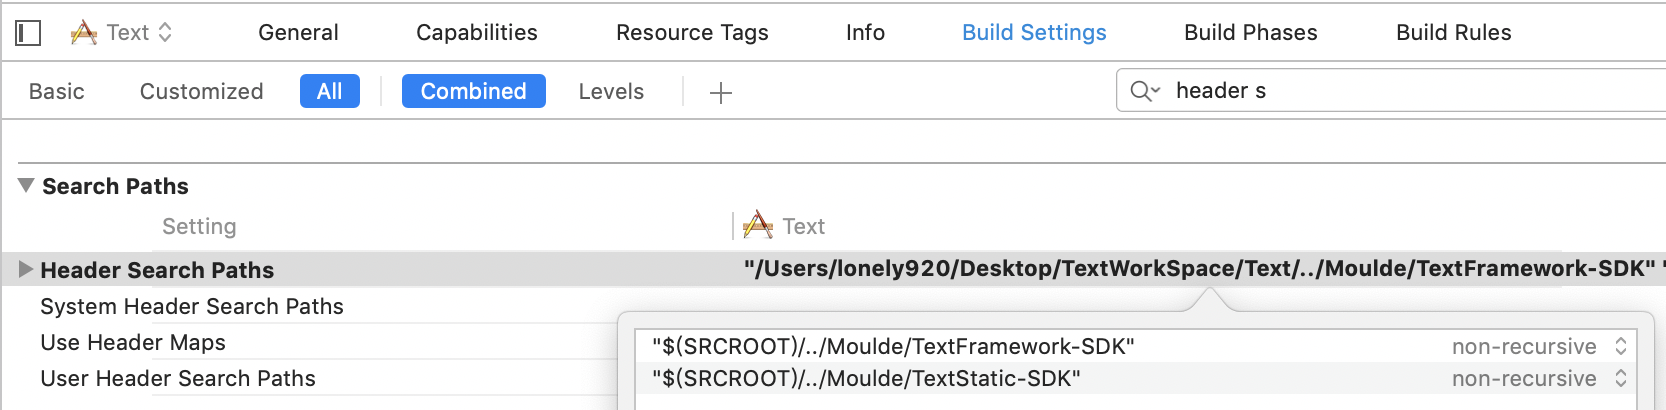 Text General Capabilities Resource Tags Info Build Settings Build Phases Build Rules
Basic Customized All Combined Levels header s
Search Paths
Setting Text
Header Search Paths "/Users/lonely920/Desktop/TextWorkSpace/Text/../Moulde/TextFramework-SDK" "
System Header Search Paths
Use Header Maps "$(SRCROOT)/../Moulde/TextFramework-SDK" non-recursive
User Header Search Paths "$(SRCROOT)/../Moulde/TextStatic-SDK" non-recursive